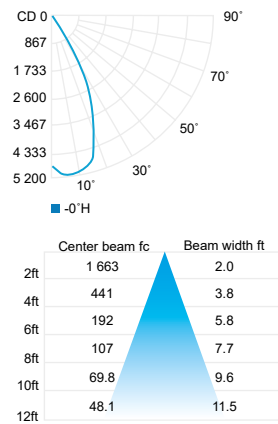 CD 0
90˚
867
1 733
70˚
2 600
3 467
50˚
4 333
30˚
5 200
10˚
-0˚H
Center beam fc Beam width ft
1 663 2.0
2ft
441 3.8
4ft
192 5.8
6ft
107 7.7
8ft
69.8 9.6
10ft
48.1 11.5
12ft